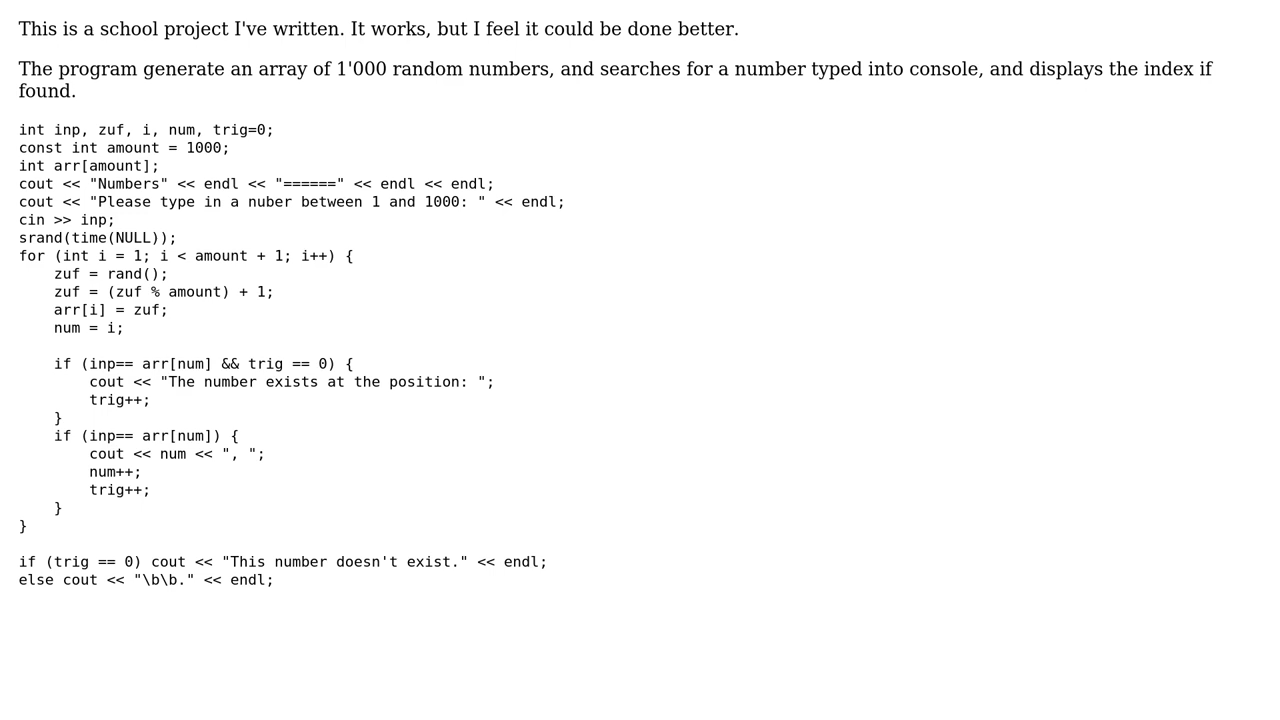 This is a school project I've written. It works, but I feel it could be done better.
The program generate an array of 1'000 random numbers, and searches for a number typed into console, and displays the index if
found.
int inp, zuf, i, num, trig=0;
const int amount = 1000;
int arr[amount];
cout << "Numbers" << endl << "======" << endl << endl;
cout << "Please type in a nuber between 1 and 1000: " << endl;
cin >> inp;
srand(time(NULL));
for (int i = 1; i < amount + 1; i++) {
    zuf = rand();
    zuf = (zuf % amount) + 1;
    arr[i] = zuf;
    num = i;

    if (inp== arr[num] && trig == 0) {
        cout << "The number exists at the position: ";
        trig++;
    }
    if (inp== arr[num]) {
        cout << num << ", ";
        num++;
        trig++;
    }
}

if (trig == 0) cout << "This number doesn't exist." << endl;
else cout << "\b\b." << endl;